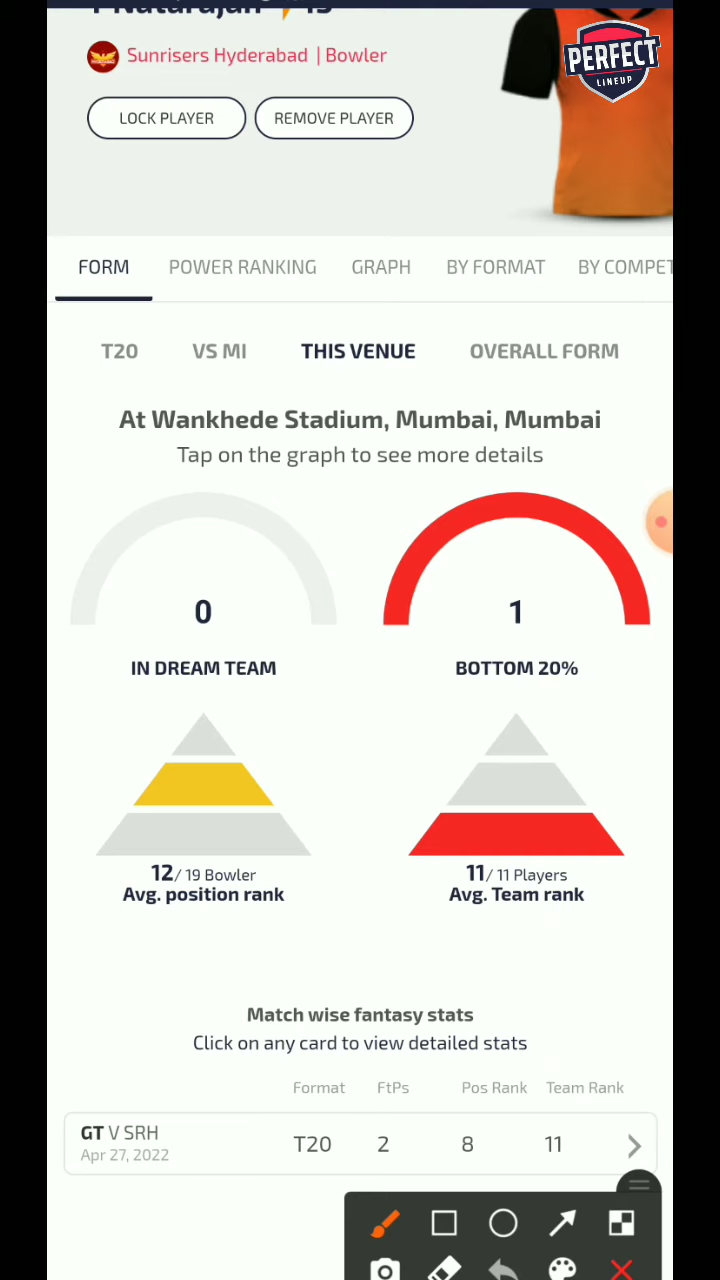 T Natarajan
Sunrisers Hyderabad | Bowler
PERFECT
LINEUP
LOCK PLAYER
REMOVE PLAYER
FORM
POWER RANKING
GRAPH
BY FORMAT
BY COMPET
T20
VS MI
THIS VENUE
OVERALL FORM
At Wankhede Stadium, Mumbai, Mumbai
Tap on the graph to see more details
0
IN DREAM TEAM
1
BOTTOM 20%
12/ 19 Bowler
Avg. position rank
11/ 11 Players
Avg. Team rank
Match wise fantasy stats
Click on any card to view detailed stats
Format FtPs Pos Rank Team Rank
GT V SRH
Apr 27, 2022
T20 2 8 11